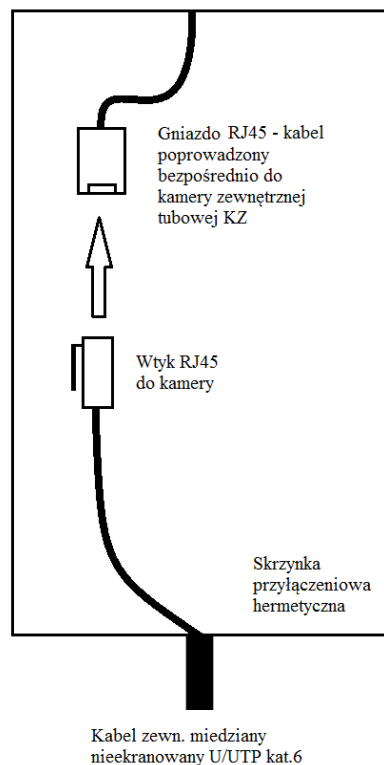 Gniazdo RJ45 - kabel
poprowadzony
bezpośrednio do
kamery zewnętrznej
tubowej KZ
Wtyk RJ45
do kamery
Skrzynka
przyłączeniowa
hermetyczna
Kabel zewn. miedziany
nieekranowany U/UTP kat.6